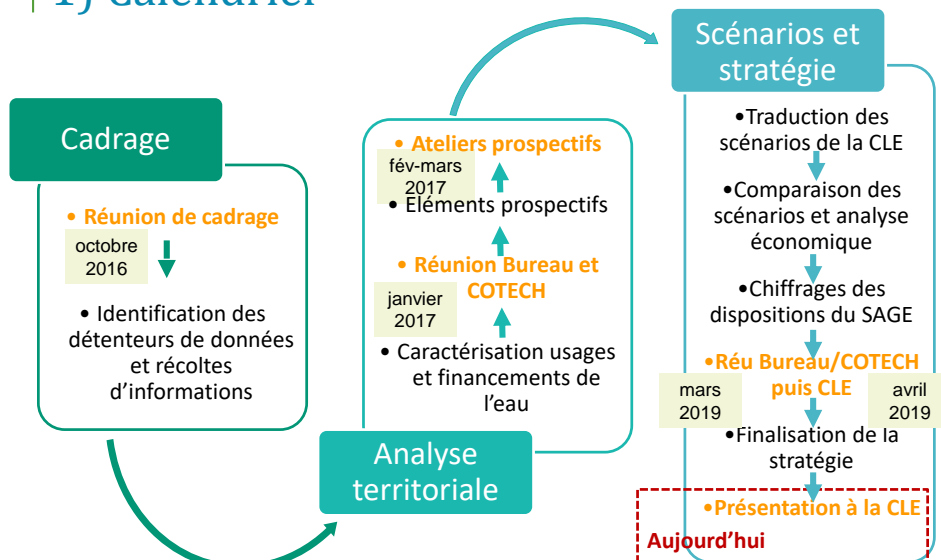 1) Calendrier
Cadrage
• Réunion de cadrage
octobre
2016
• Identification des
détenteurs de données
et récoltes
d'informations
• Ateliers prospectifs
fév-mars
2017
• Eléments prospectifs
• Réunion Bureau et
COTECH
janvier
2017
• Caractérisation usages
et financements de
l'eau
Analyse
territoriale
Scénarios et
stratégie
•Traduction des
scénarios de la CLE
•Comparaison des
scénarios et analyse
économique
•Chiffrages des
dispositions du SAGE
•Réu Bureau/COTECH
puis CLE
mars
2019
avril
2019
•Finalisation de la
stratégie
•Présentation à la CLE
Aujourd'hui